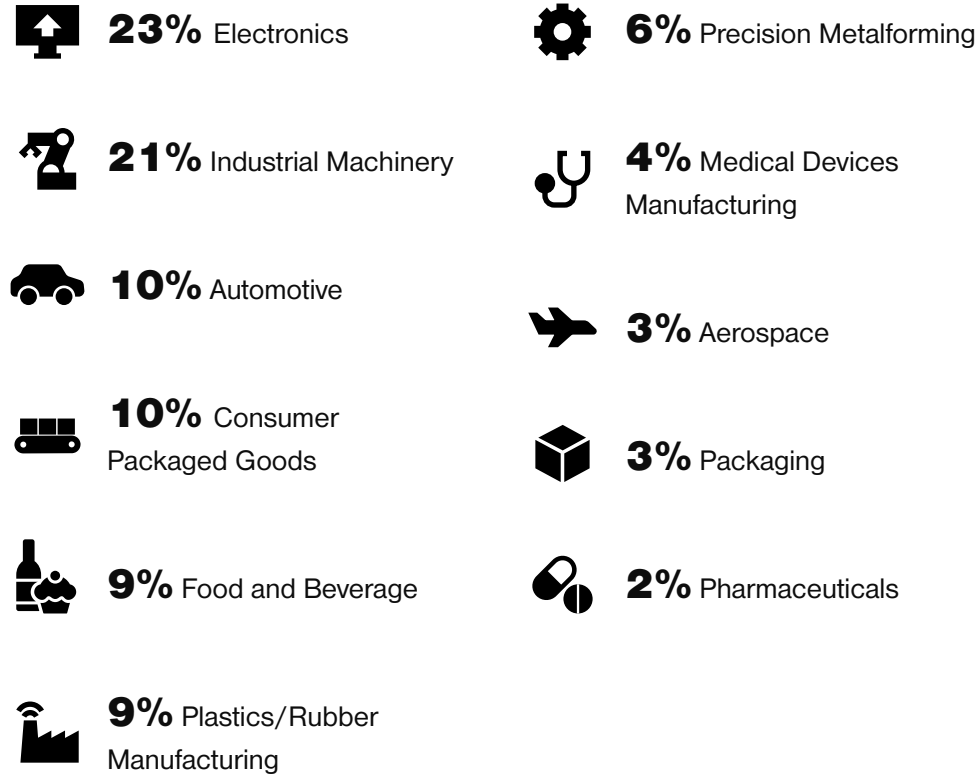 23% Electronics
21% Industrial Machinery
10% Automotive
10% Consumer
Packaged Goods
9% Food and Beverage
9% Plastics/Rubber
Manufacturing
6% Precision Metalforming
4% Medical Devices
Manufacturing
3% Aerospace
3% Packaging
2% Pharmaceuticals